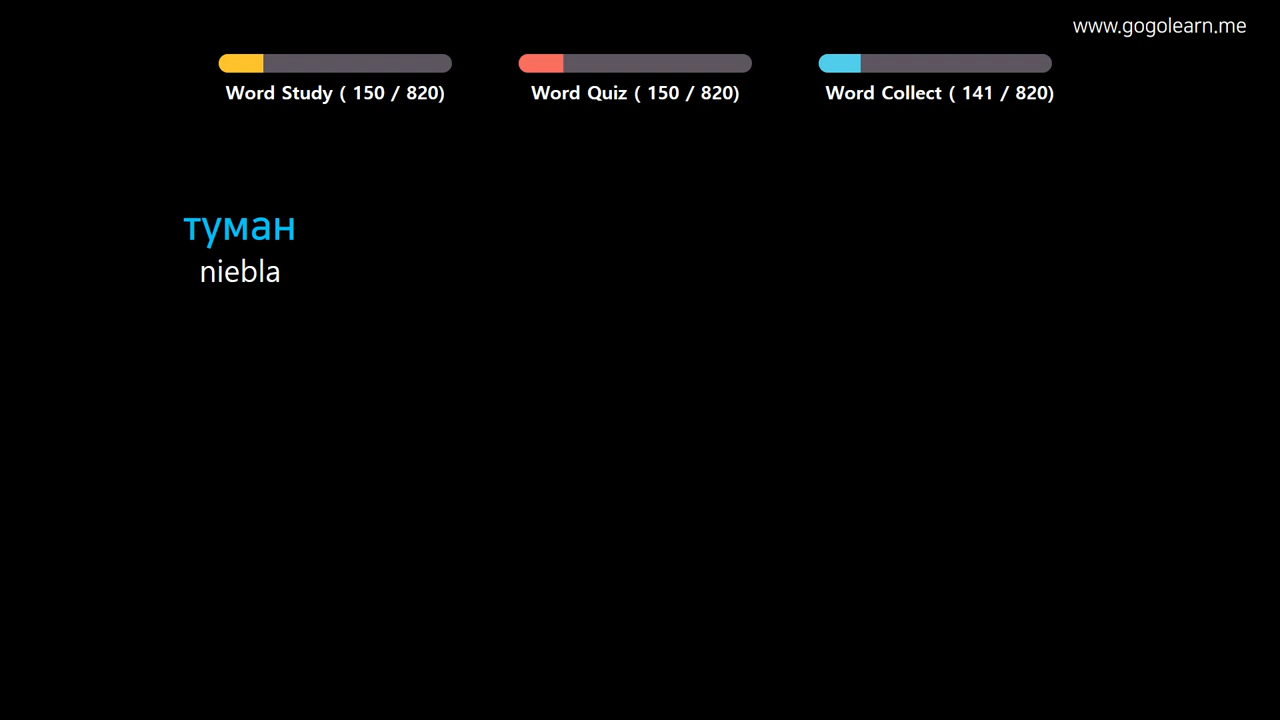 www.gogolearn.me
Word Study ( 150 / 820)
Word Quiz ( 150 / 820)
Word Collect ( 141 / 820)
туман
niebla